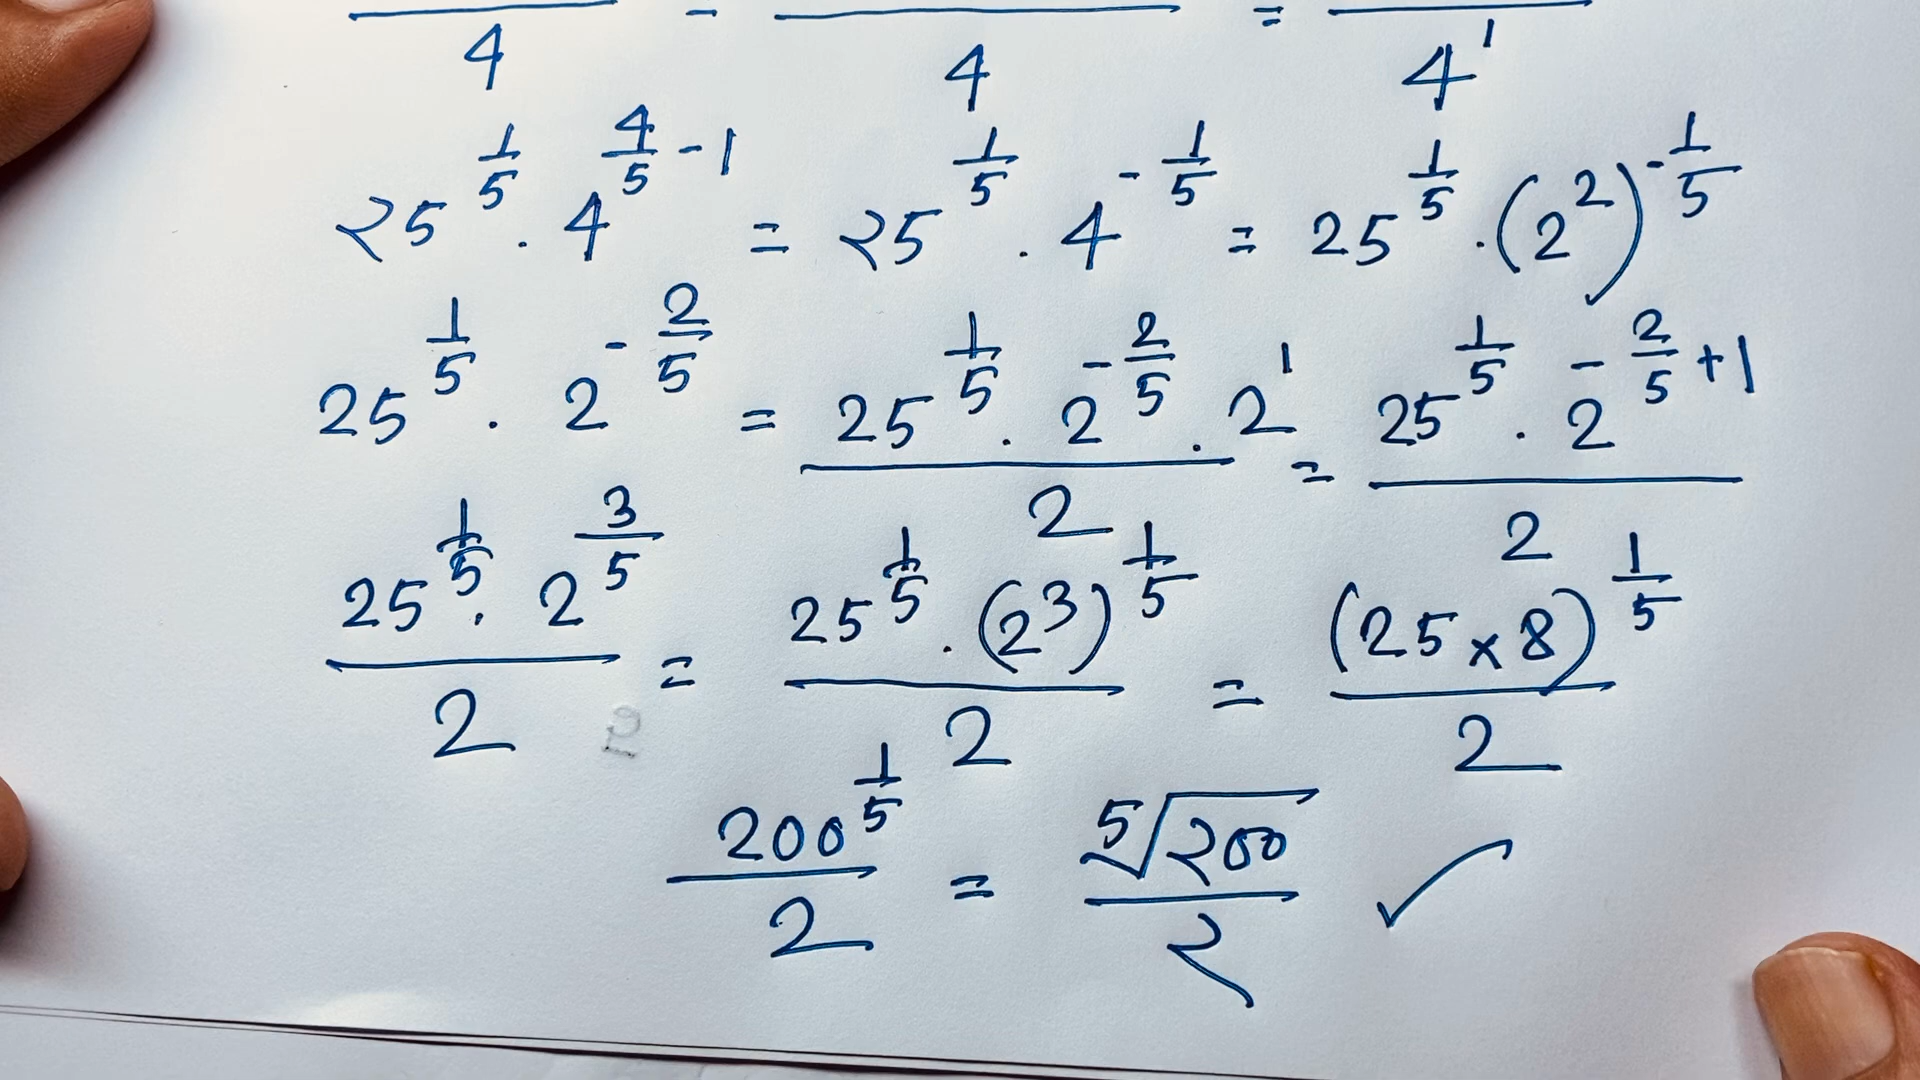 4 - 4 = 4^1
25^{1/5} . 4^{4/5 - 1} = 25^{1/5} . 4^{-1/5} = 25^{1/5} . (2^2)^{-1/5}
25^{1/5} . 2^{-2/5} = (25^{1/5} . 2^{-2/5} . 2^1)/2 = (25^{1/5} . 2^{-2/5 + 1})/2
(25^{1/5} . 2^{3/5})/2 = (25^{1/5} . (2^3)^{1/5})/2 = ((25 × 8)^{1/5})/2
200^{1/5}/2 = ⁵√200/2 ✓